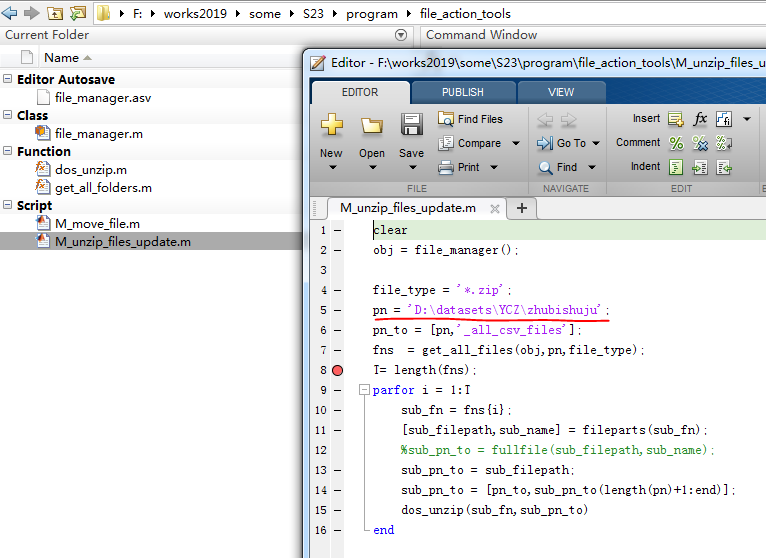 F: works2019 some S23 program file_action_tools
Current Folder
Command Window
Name
Editor Autosave
file_manager.asv
Class
file_manager.m
Function
dos_unzip.m
get_all_folders.m
Script
M_move_file.m
M_unzip_files_update.m
Editor - F:\works2019\some\S23\program\file_action_tools\M_unzip_files_u
EDITOR PUBLISH VIEW
New
Open
Save
Find Files
Compare
Print
FILE
Go To
Find
NAVIGATE
Insert
Comment
Indent
EDIT
M_unzip_files_update.m
1 clear
2 obj = file_manager();
3
4 file_type = '*.zip';
5 pn = 'D:\datasets\YCZ\zhubishuju';
6 pn_to = [pn,'_all_csv_files'];
7 fns = get_all_files(obj,pn,file_type);
8 T= length(fns);
9 parfor i = 1:T
10 sub_fn = fns{i};
11 [sub_filepath,sub_name] = fileparts(sub_fn);
12 %sub_pn_to = fullfile(sub_filepath,sub_name);
13 sub_pn_to = sub_filepath;
14 sub_pn_to = [pn_to,sub_pn_to(length(pn)+1:end)];
15 dos_unzip(sub_fn,sub_pn_to)
16 end